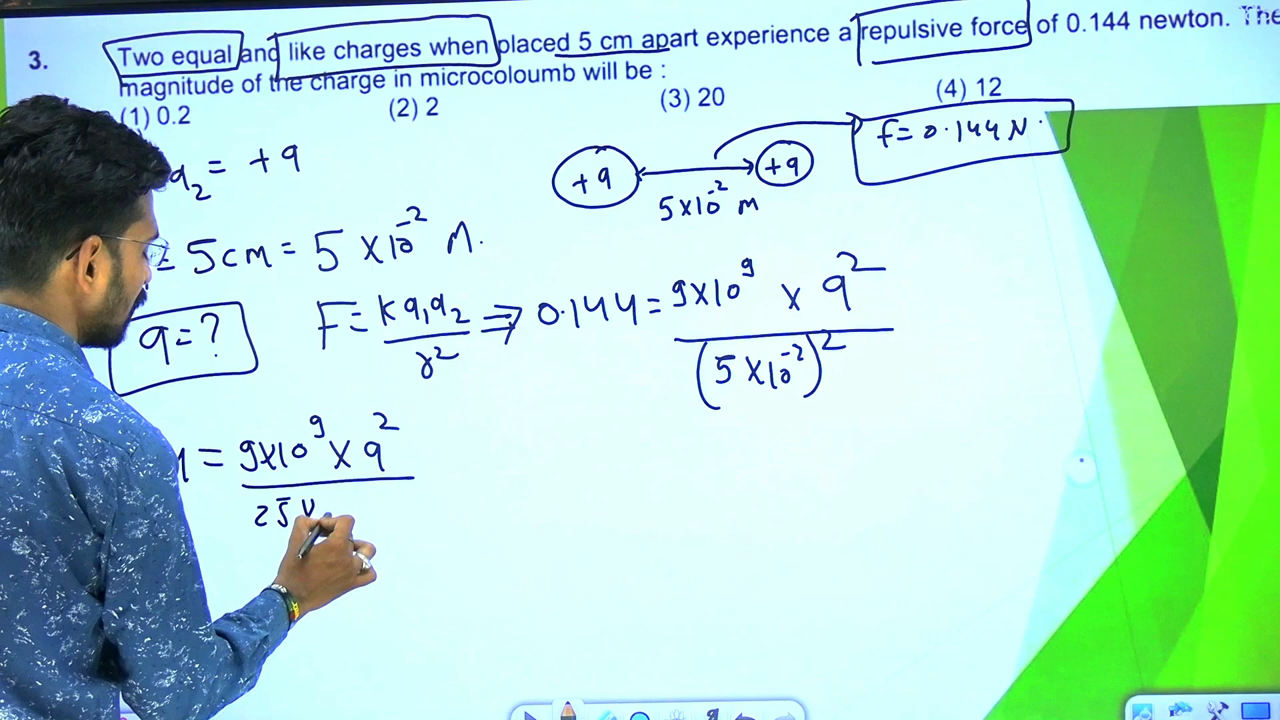 3. Two equal and like charges when placed 5 cm apart experience a repulsive force of 0.144 newton. The
magnitude of the charge in microcoloumb will be :
(1) 0.2 (2) 2 (3) 20 (4) 12
q₂ = +q
+q +q F = 0.144 N.
5×10⁻² m
= 5cm = 5 × 10⁻² M.
q = ?
F = kq₁q₂/r² ⇒ 0.144 = 9×10⁹ × q²/(5×10⁻²)²
= 9×10⁹ × q²
25 ×